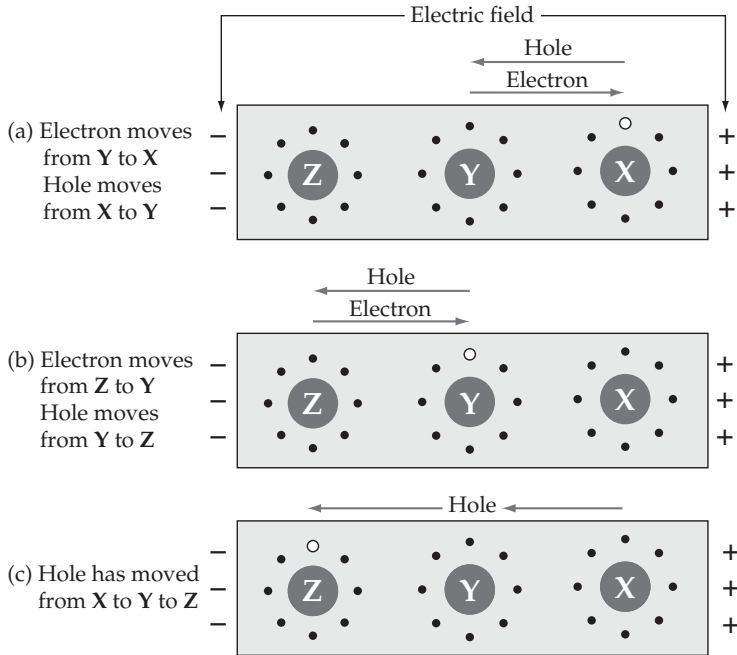 Electric field
Hole
Electron
(a) Electron moves
from Y to X
Hole moves
from X to Y
− Z Y X +
− +
− +
Hole
Electron
(b) Electron moves
from Z to Y
Hole moves
from Y to Z
− Z Y X +
− +
− +
Hole
(c) Hole has moved
from X to Y to Z
− Z Y X +
− +
− +